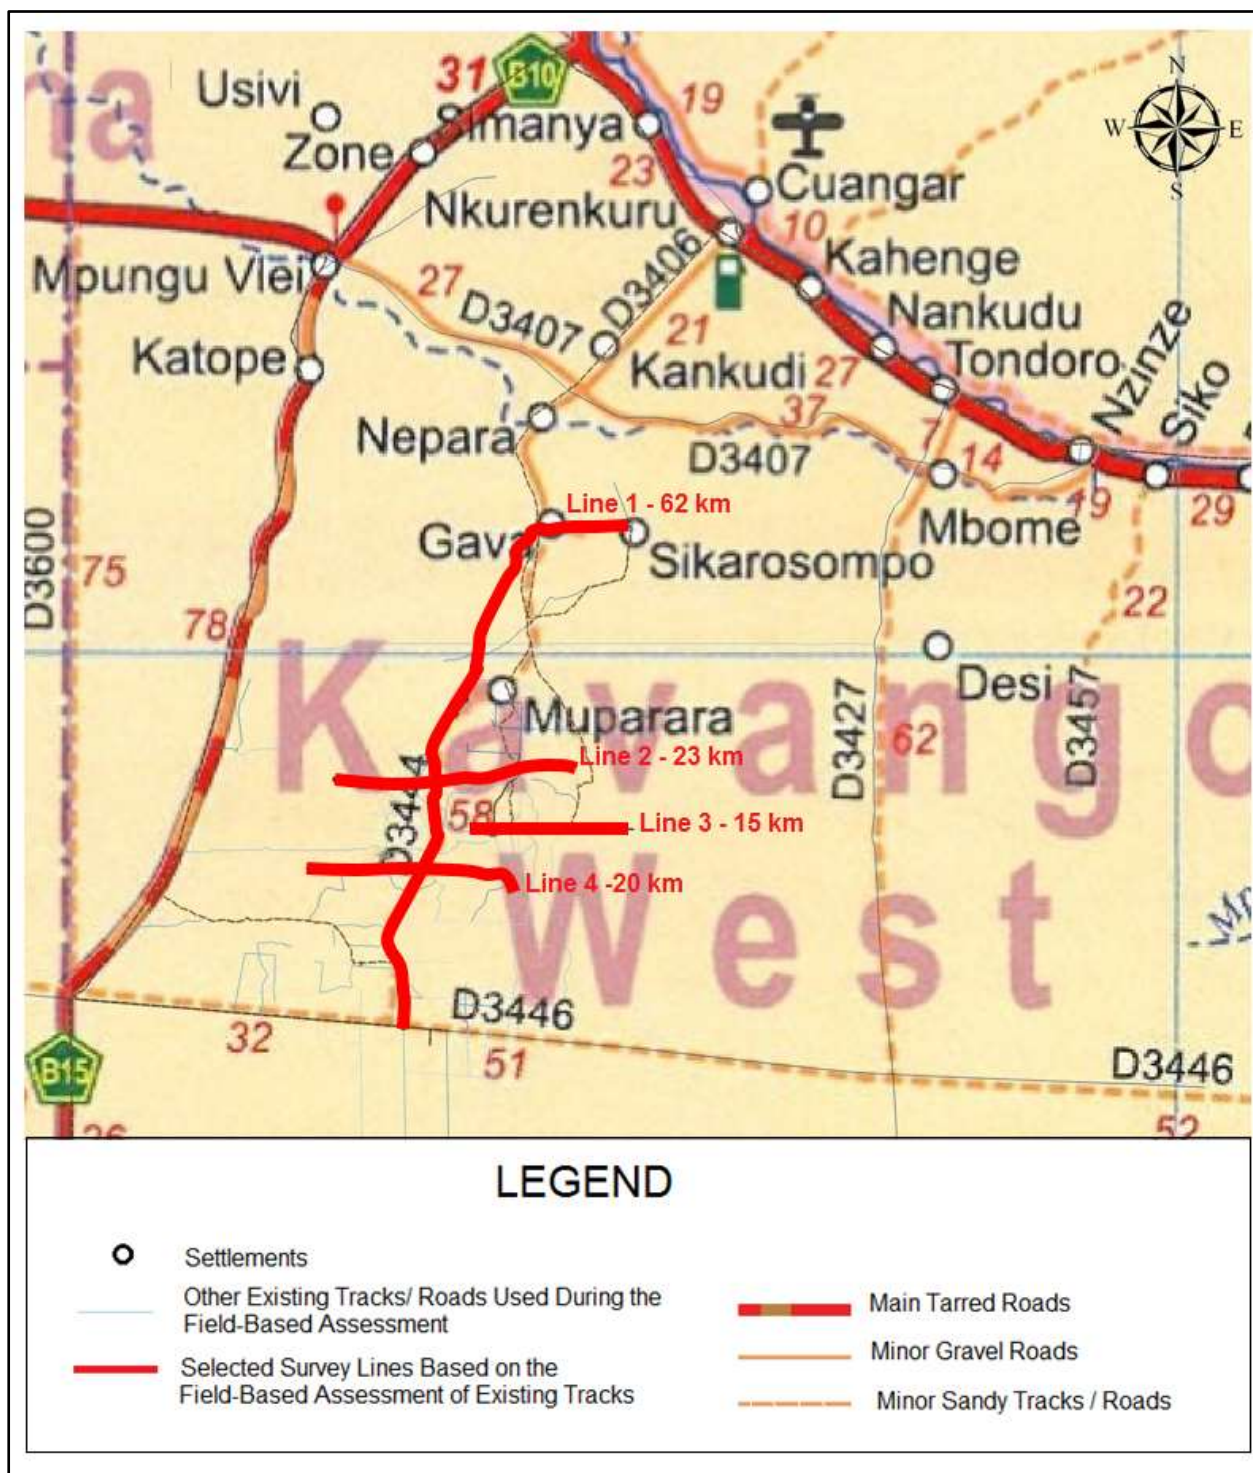 na
31
B10
19
N
W
E
S
Usivi
Zone
Simanya
23
Cuangar
Nkurenkuru
10
Kahenge
Mpungu Vlei
27
D3406
D3407
21
Nankudu
Nzinze
Siko
Katope
Kankudi
27
Tondoro
37
Nepara
D3407
7
14
19
29
Line 1 - 62 km
Gava
Sikarosompo
Mbome
D3600
75
78
22
Desi
Muparara
Kavango
D3427
62
D3457
Line 2 - 23 km
D3444
58
Line 3 - 15 km
West
Line 4 -20 km
D3446
32
51
D3446
B15
52
LEGEND
Settlements
Other Existing Tracks/ Roads Used During the
Field-Based Assessment
Selected Survey Lines Based on the
Field-Based Assessment of Existing Tracks
Main Tarred Roads
Minor Gravel Roads
Minor Sandy Tracks / Roads